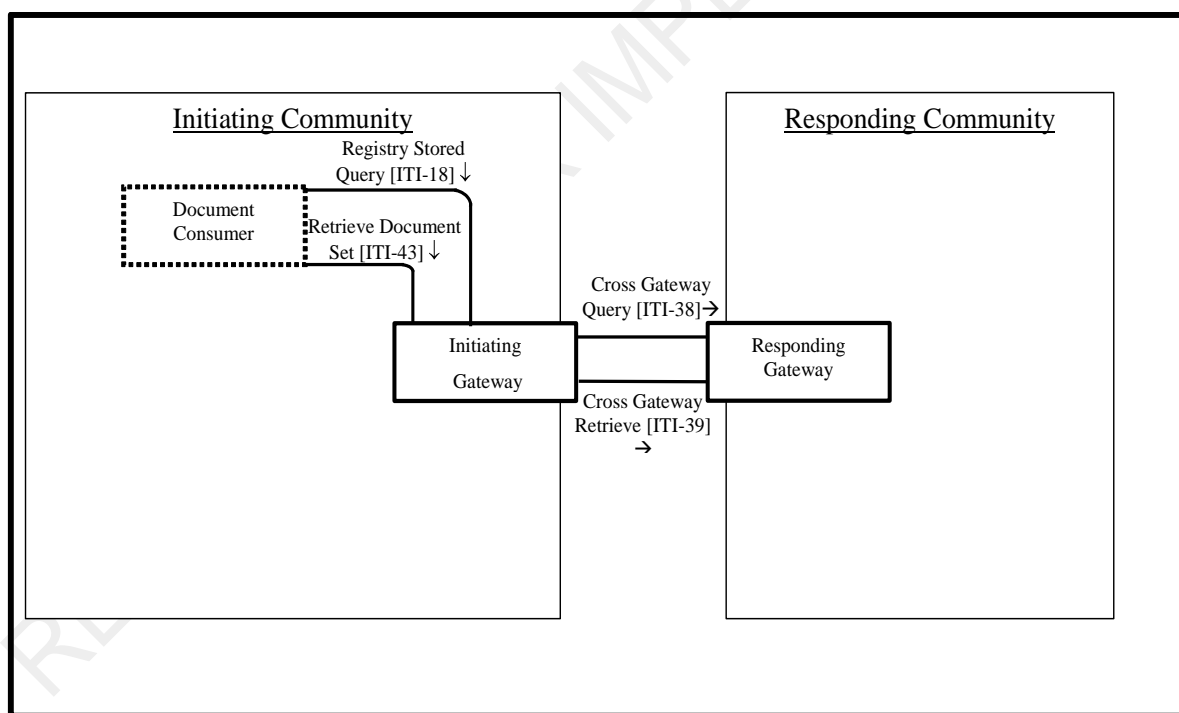 Initiating Community
Registry Stored
Query [ITI-18] ↓
Document
Consumer
Retrieve Document
Set [ITI-43] ↓
Initiating
Gateway
Cross Gateway
Query [ITI-38]→
Cross Gateway
Retrieve [ITI-39]
→
Responding Community
Responding
Gateway